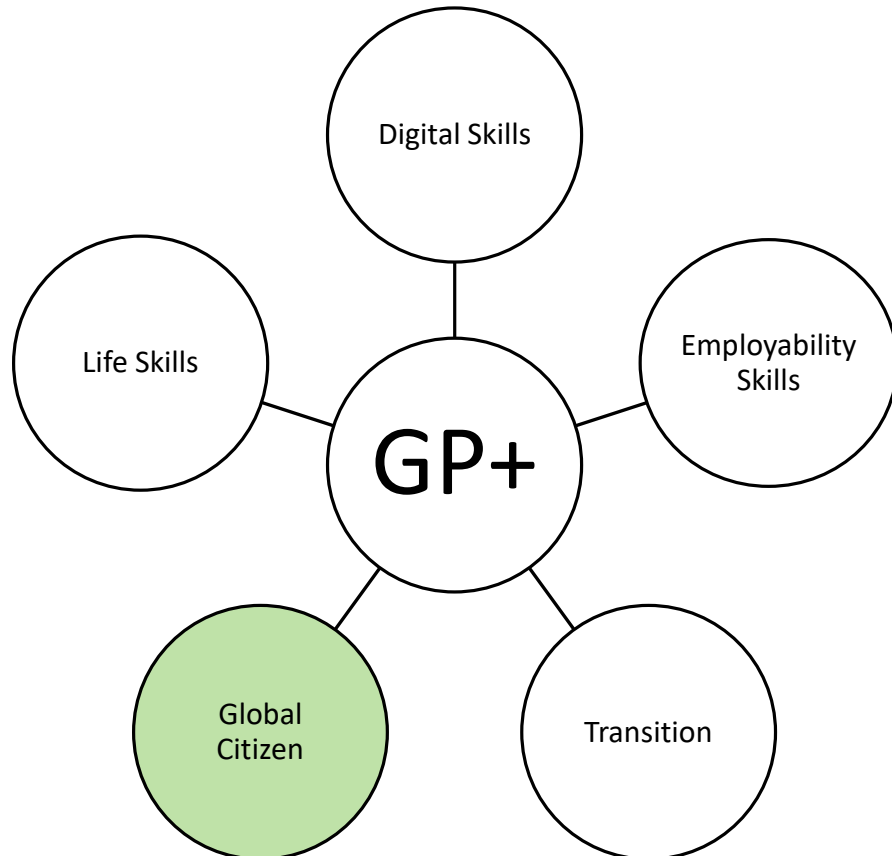 Digital Skills
Life Skills
Employability
Skills
GP+
Global
Citizen
Transition